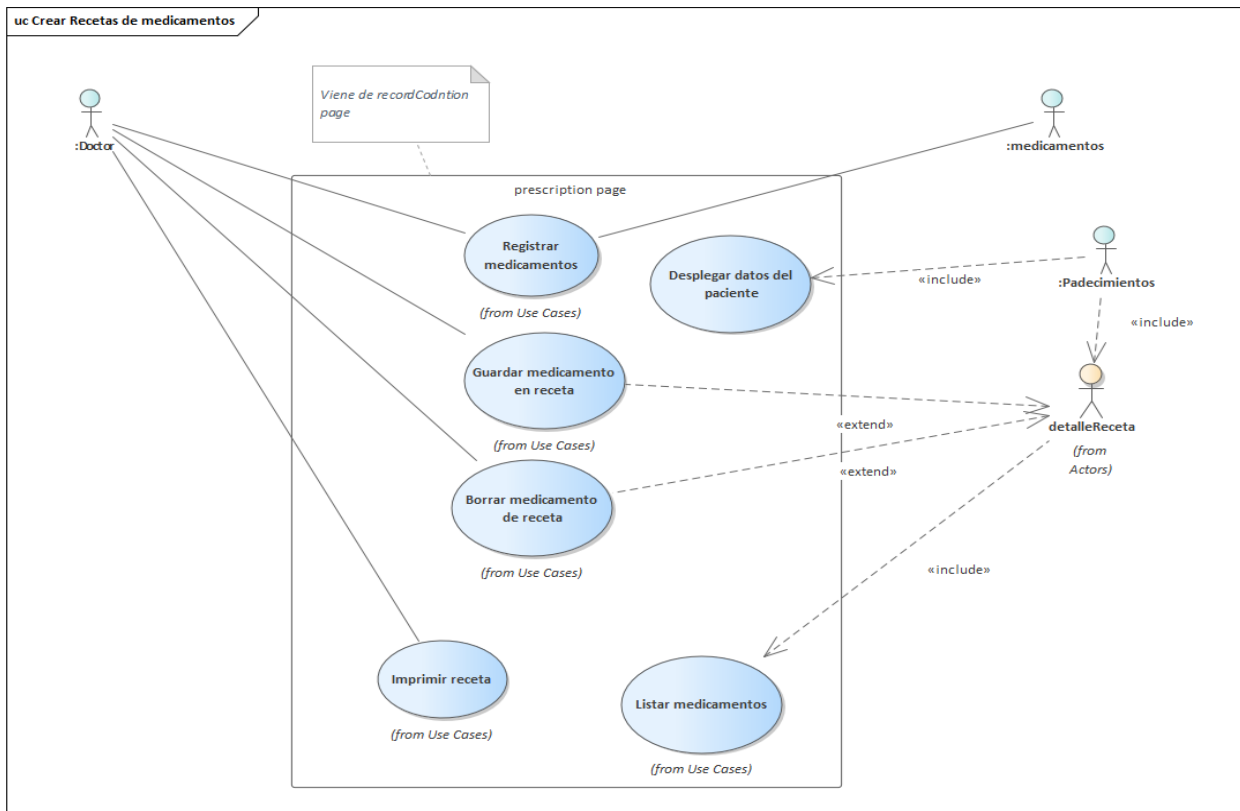 uc Crear Recetas de medicamentos
Viene de recordCodntion
page
:Doctor
:medicamentos
prescription page
Registrar
medicamentos
(from Use Cases)
Desplegar datos del
paciente
«include»
:Padecimientos
«include»
Guardar medicamento
en receta
(from Use Cases)
«extend»
detalleReceta
(from
Actors)
Borrar medicamento
de receta
(from Use Cases)
«extend»
«include»
Imprimir receta
(from Use Cases)
Listar medicamentos
(from Use Cases)